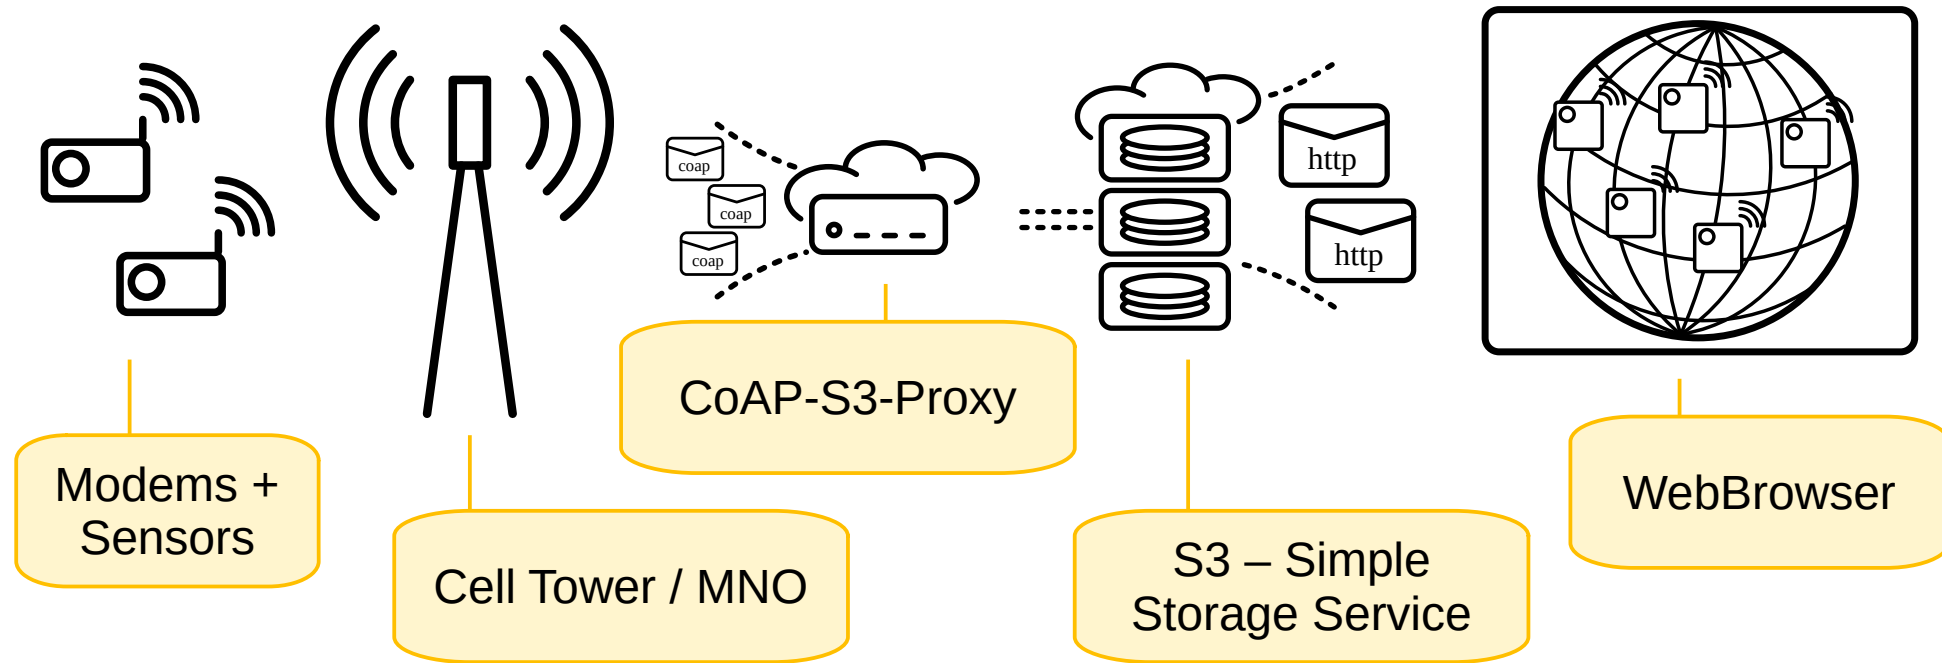 coap
coap
coap
http
http
CoAP-S3-Proxy
Modems +
Sensors
Cell Tower / MNO
S3 – Simple
Storage Service
WebBrowser